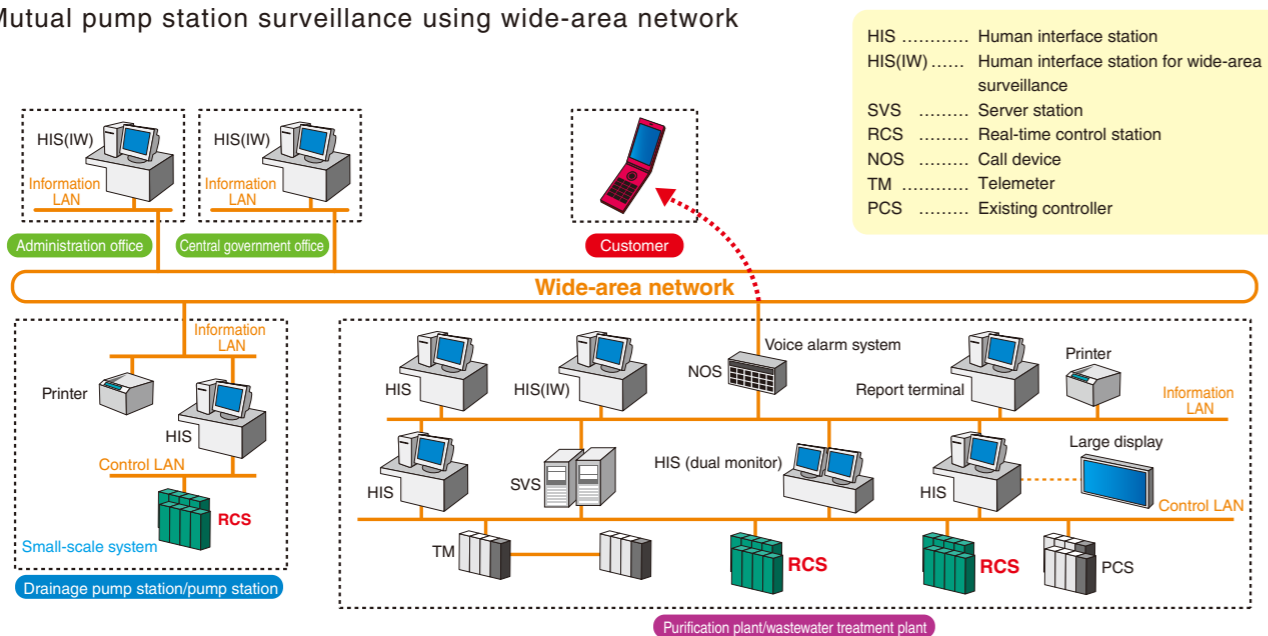 Mutual pump station surveillance using wide-area network
HIS ............ Human interface station
HIS(IW) ...... Human interface station for wide-area
surveillance
SVS ......... Server station
RCS ......... Real-time control station
NOS ......... Call device
TM ............ Telemeter
PCS ......... Existing controller
HIS(IW)
Information
LAN
Administration office
HIS(IW)
Information
LAN
Central government office
Customer
Wide-area network
Information
LAN
Printer
HIS
Control LAN
RCS
Small-scale system
Drainage pump station/pump station
HIS
HIS(IW)
Voice alarm system
NOS
Report terminal
Printer
Information
LAN
HIS
SVS
HIS (dual monitor)
HIS
Large display
Control LAN
TM
RCS
RCS
PCS
Purification plant/wastewater treatment plant